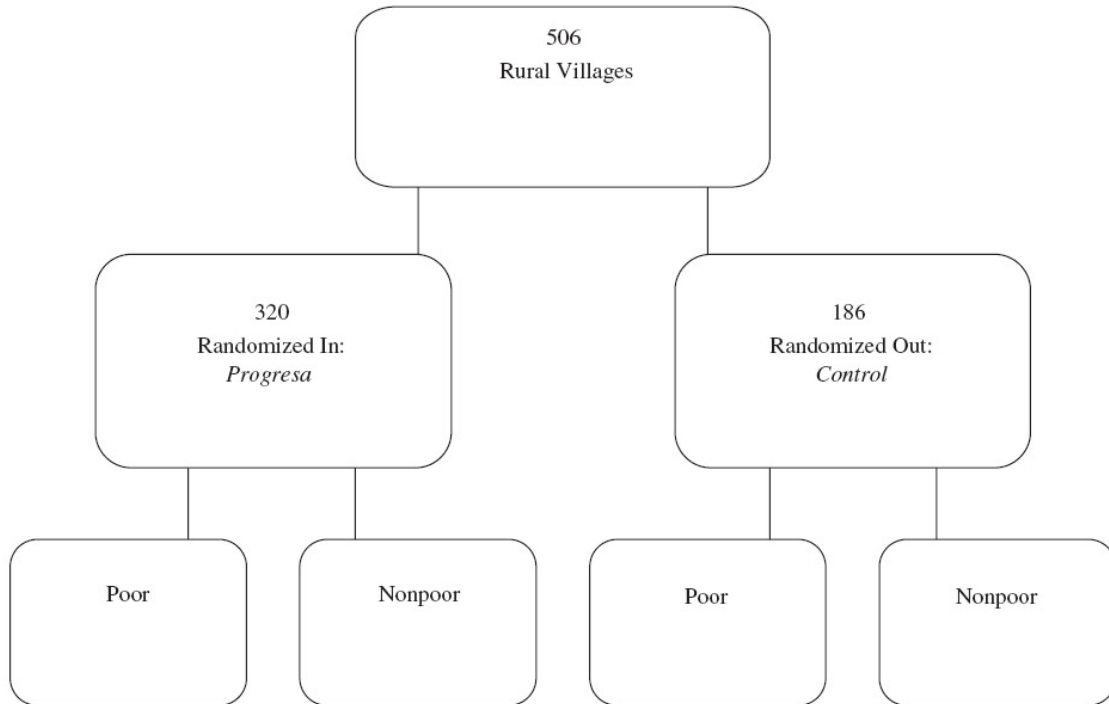 506
Rural Villages
320
Randomized In:
Progresa
186
Randomized Out:
Control
Poor
Nonpoor
Poor
Nonpoor